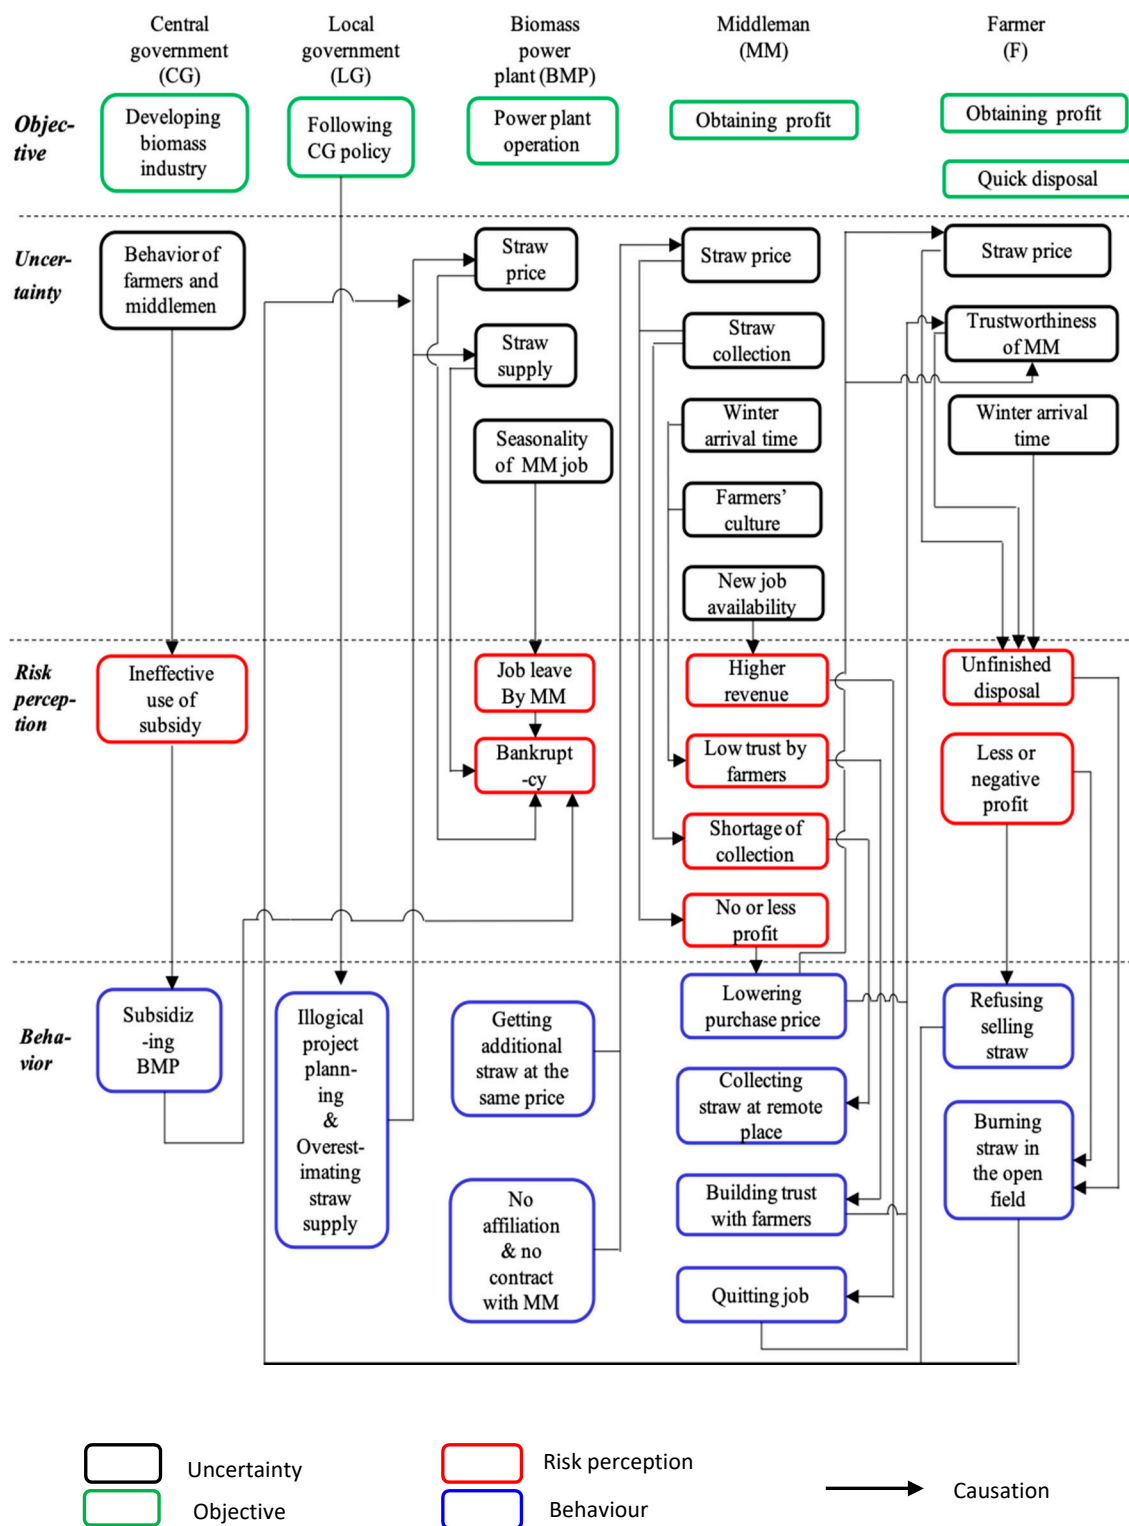 Central
government
(CG)
Local
government
(LG)
Biomass
power
plant (BMP)
Middleman
(MM)
Farmer
(F)
Objec-
tive
Developing
biomass
industry
Following
CG policy
Power plant
operation
Obtaining profit
Obtaining profit
Quick disposal
Uncer-
tainty
Behavior of
farmers and
middlemen
Straw
price
Straw
supply
Seasonality
of MM job
Straw price
Straw
collection
Winter
arrival time
Farmers'
culture
New job
availability
Straw price
Trustworthiness
of MM
Winter arrival
time
Risk
percep-
tion
Ineffective
use of
subsidy
Job leave
By MM
Bankrupt
-cy
Higher
revenue
Low trust by
farmers
Shortage of
collection
No or less
profit
Unfinished
disposal
Less or
negative
profit
Beha-
vior
Subsidiz
-ing
BMP
Illogical
project
plann-
ing
&
Overest-
imating
straw
supply
Getting
additional
straw at the
same price
No
affiliation
& no
contract
with MM
Lowering
purchase price
Collecting
straw at remote
place
Building trust
with farmers
Quitting job
Refusing
selling
straw
Burning
straw in
the open
field
Uncertainty
Objective
Risk perception
Behaviour
Causation